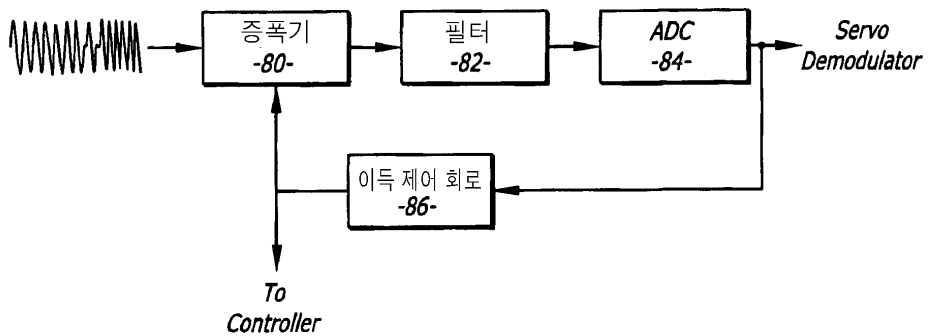 증폭기
-80-
필터
-82-
ADC
-84-
Servo
Demodulator
이득 제어 회로
-86-
To
Controller